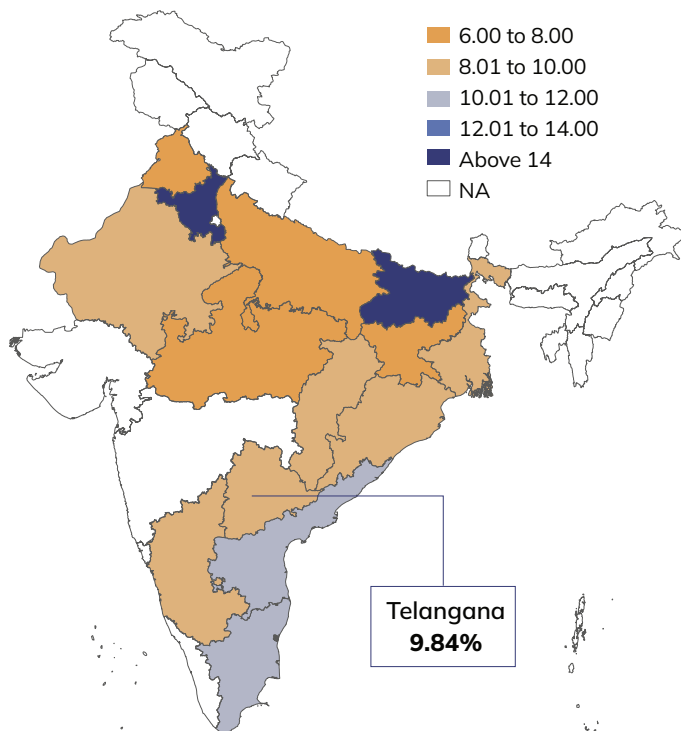 6.00 to 8.00
8.01 to 10.00
10.01 to 12.00
12.01 to 14.00
Above 14
NA
Telangana
9.84%